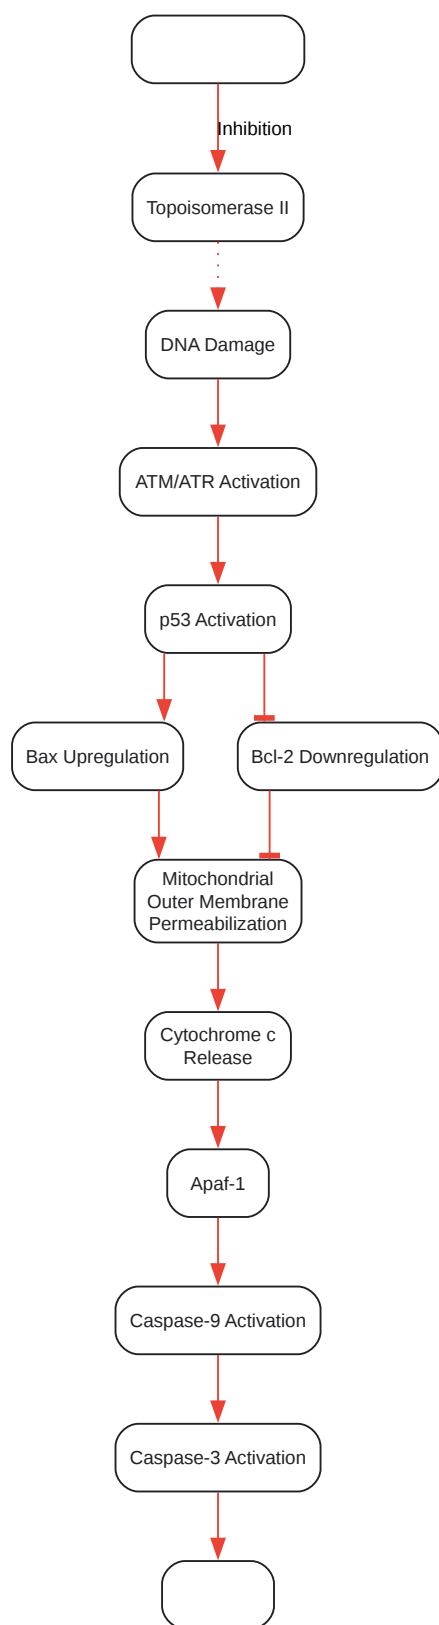 Inhibition
Topoisomerase II
DNA Damage
ATM/ATR Activation
p53 Activation
Bax Upregulation
Bcl-2 Downregulation
Mitochondrial
Outer Membrane
Permeabilization
Cytochrome c
Release
Apaf-1
Caspase-9 Activation
Caspase-3 Activation